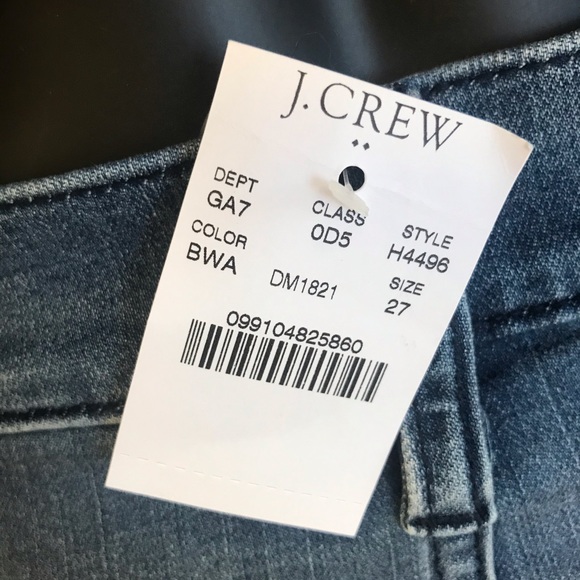 J.CREW
DEPT CLASS STYLE
GA7 0D5 H4496
COLOR SIZE
BWA DM1821 27
099104825860